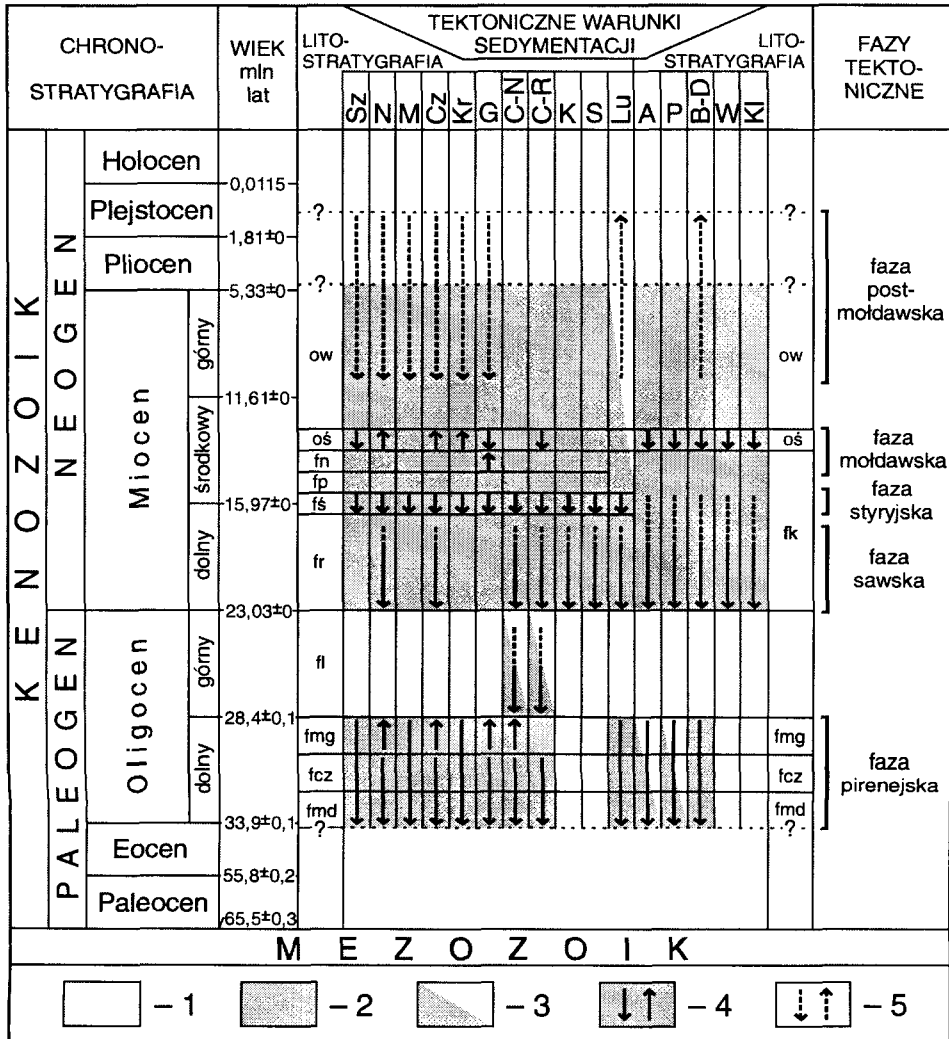 CHRONO-
STRATYGRAFIA
WIEK
mln
lat
LITO-
STRATYGRAFIA
TEKTONICZNE WARUNKI
SEDYMENTACJI
LITO-
STRATYGRAFIA
FAZY
TEKTO-
NICZNE
Sz N M Cz Kr G C-N C-R K S Lu A P B-D W Kl
KENOZOIK
NEOGEN
PALEOGEN
Holocen
0,0115
Plejstocen
? ?
1,81±0
Pliocen
? ?
5,33±0
faza
post-
mołdawska
Miocen
górny
ow ow
11,61±0
środkowy
oś oś
fn
fp
faza
mołdawska
15,97±0
fś
faza
styryjska
dolny
fr fk
faza
sawska
23,03±0
Oligocen
górny
fl
28,4±0,1
dolny
fmg fmg
fcz fcz
fmd fmd
faza
pirenejska
33,9±0,1
? ?
Eocen
55,8±0,2
Paleocen
65,5±0,3
MEZOZOIK
– 1 – 2 – 3 – 4 – 5